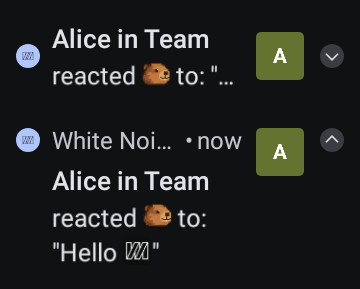 Alice in Team
reacted 🐻 to: "...
A
White Noi... • now
A
Alice in Team
reacted 🐻 to:
"Hello "